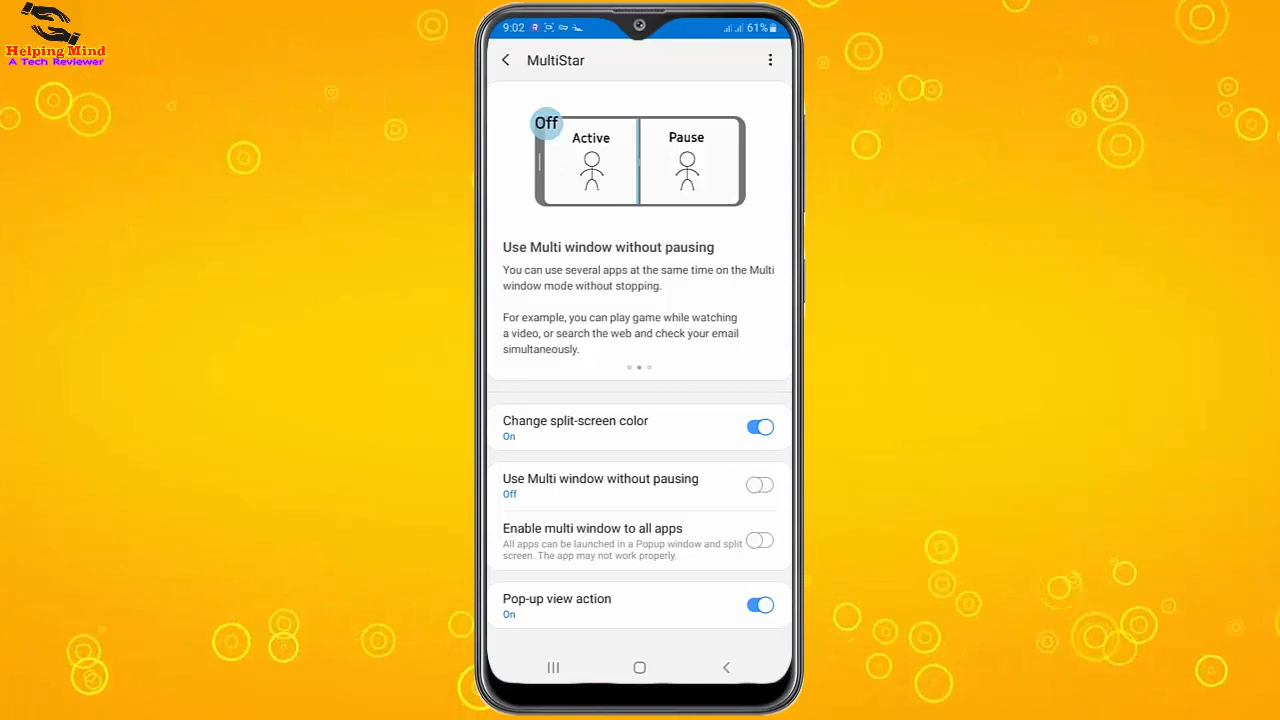 Helping Mind
A Tech Reviewer
9:02
61%
MultiStar
Off
Active
Pause
Use Multi window without pausing
You can use several apps at the same time on the Multi
window mode without stopping.
For example, you can play game while watching
a video, or search the web and check your email
simultaneously.
Change split-screen color
On
Use Multi window without pausing
Off
Enable multi window to all apps
All apps can be launched in a Popup window and split
screen. The app may not work properly.
Pop-up view action
On